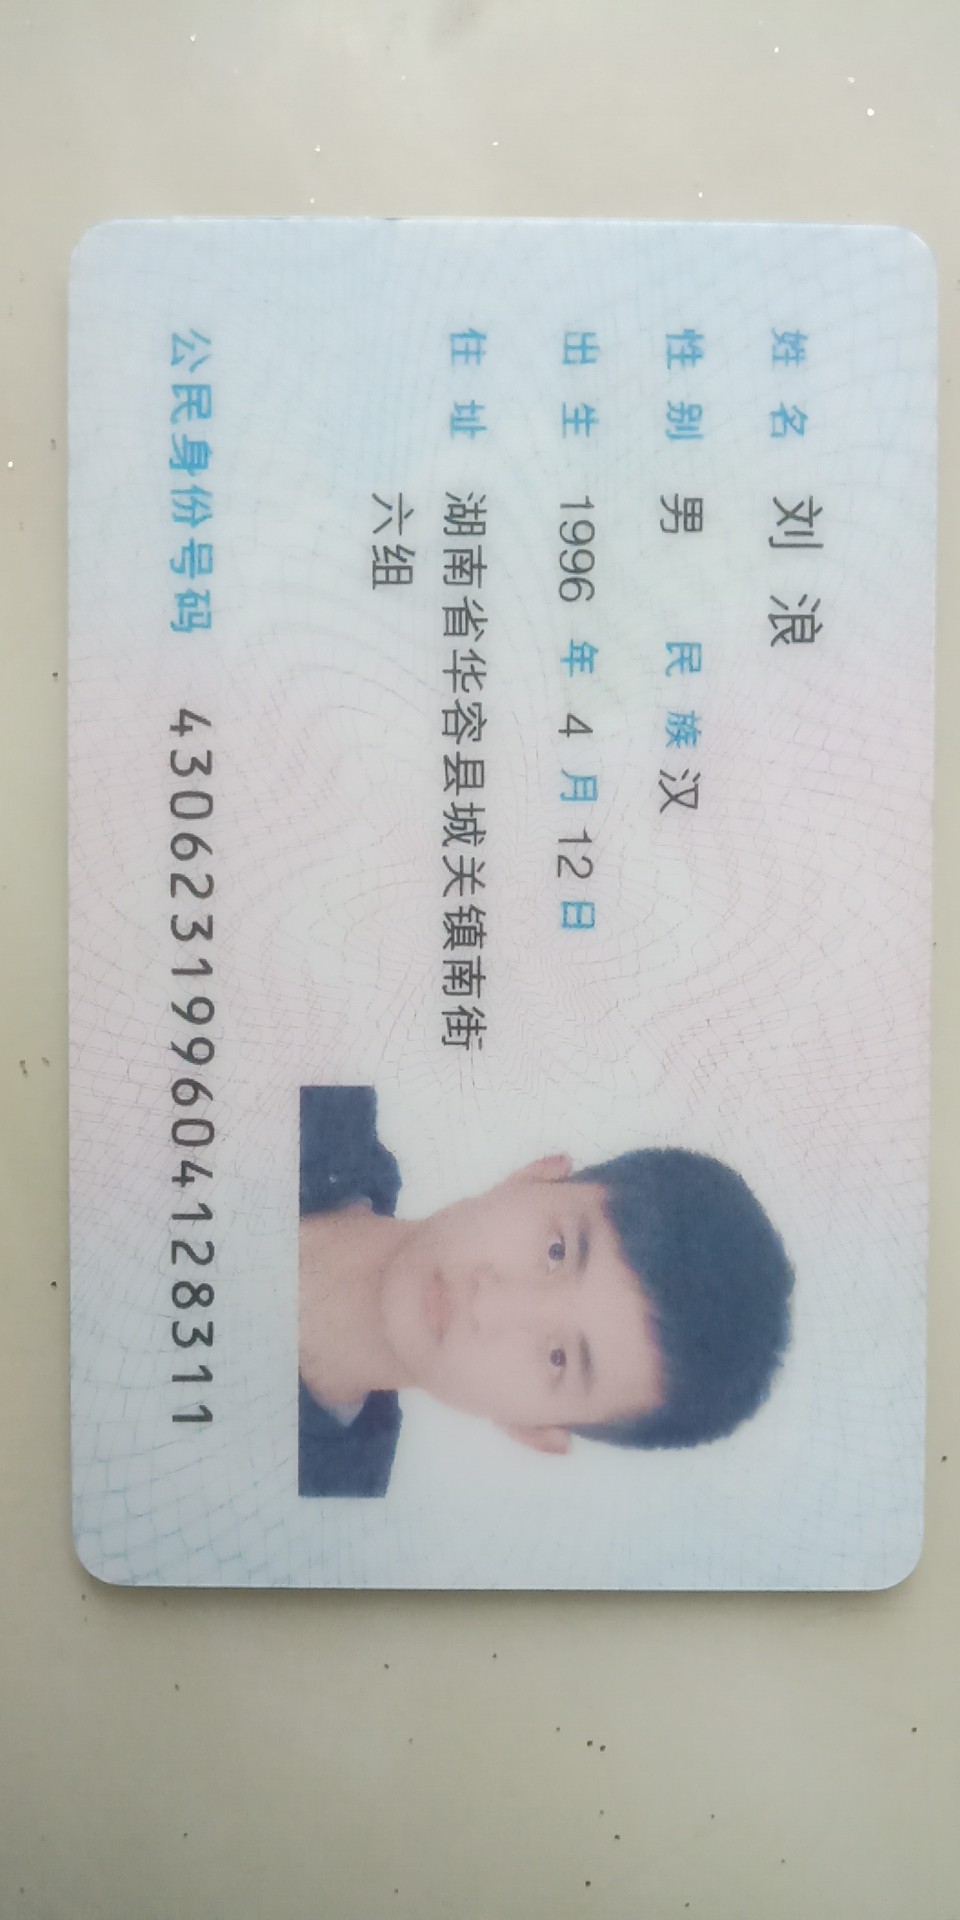 姓名 刘浪
性别 男 民族 汉
出生 1996 年 4 月 12 日
住址 湖南省华容县城关镇南街
六组
公民身份号码 430623199604128311